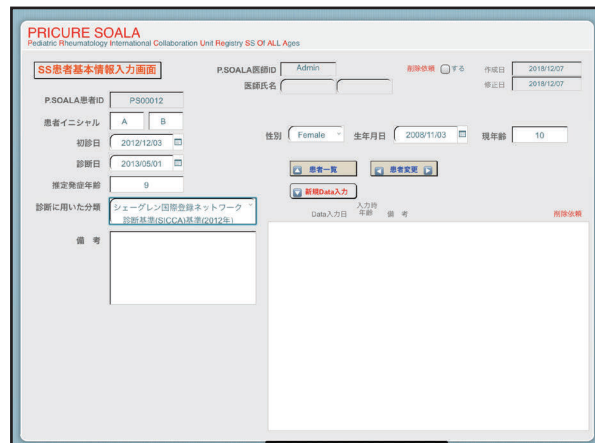 PRICURE SOALA
Pediatric Rheumatology International Collaboration Unit Registry SS Of ALL Ages
SS患者基本情報入力画面
P.SOALA医師ID Admin
削除依頼 する
作成日 2018/12/07
医師氏名
修正日 2018/12/07
P.SOALA患者ID PS00012
患者イニシャル A B
初診日 2012/12/03
性別 Female 生年月日 2008/11/03 現年齢 10
診断日 2013/05/01
患者一覧 患者変更
推定発症年齢 9
新規Data入力
診断に用いた分類 シェーグレン国際登録ネットワーク
診断基準(SICCA)基準(2012年)
Data入力日 入力時年齢 備 考 削除依頼
備 考